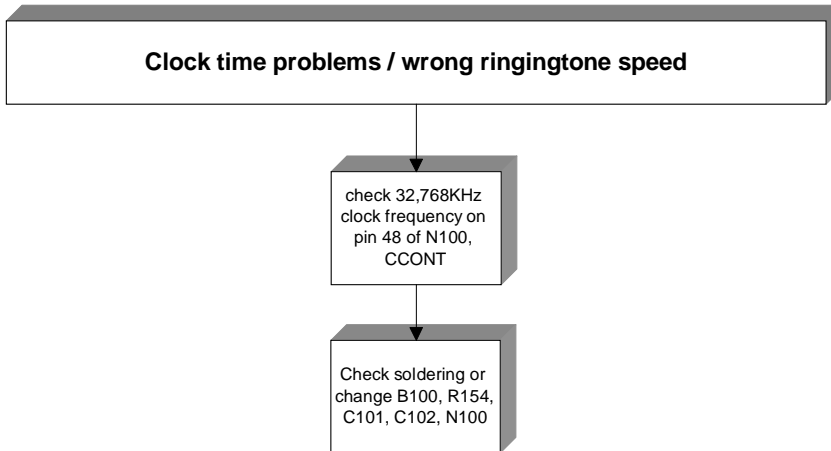 Clock time problems / wrong ringingtone speed
check 32,768KHz
clock frequency on
pin 48 of N100,
CCONT
Check soldering or
change B100, R154,
C101, C102, N100